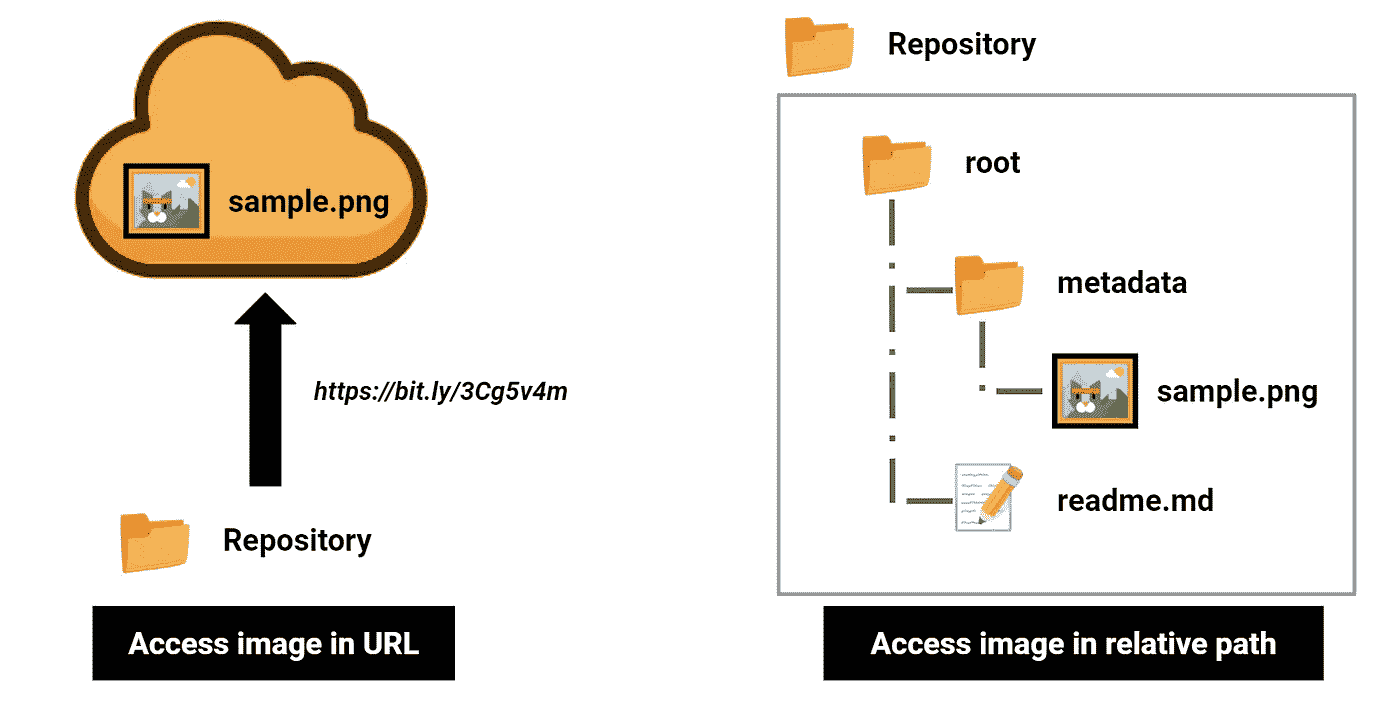 sample.png
https://bit.ly/3Cg5v4m
Repository
Access image in URL
Repository
root
metadata
sample.png
readme.md
Access image in relative path